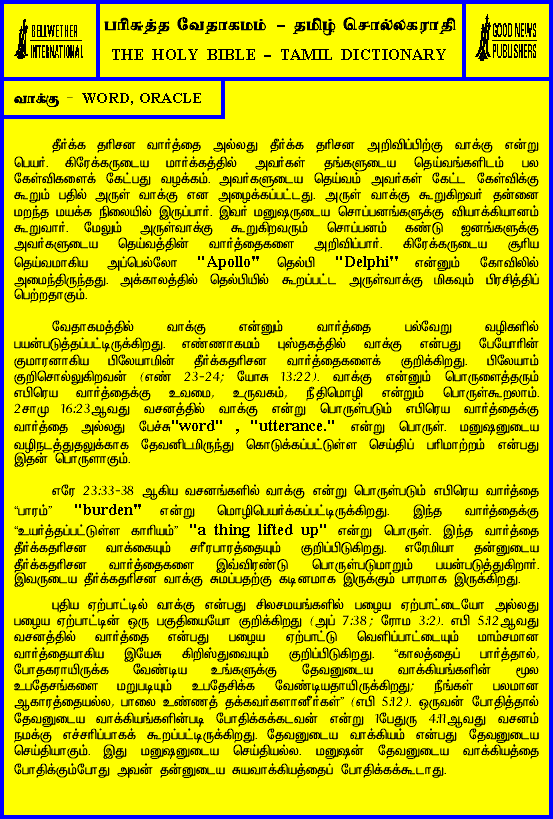 BELLWETHER
INTERNATIONAL
பரிசுத்த வேதாகமம் – தமிழ் சொல்லகராதி
THE HOLY BIBLE – TAMIL DICTIONARY
GOOD NEWS
PUBLISHERS
வாக்கு – WORD, ORACLE
தீர்க்க தரிசன வார்த்தை அல்லது தீர்க்க தரிசன அறிவிப்பிற்கு வாக்கு என்று
பெயர். கிரேக்கருடைய மார்க்கத்தில் அவர்கள் தங்களுடைய தெய்வங்களிடம் பல
கேள்விகளைக் கேட்பது வழக்கம். அவர்களுடைய தெய்வம் அவர்கள் கேட்ட கேள்விக்கு
கூறும் பதில் அருள் வாக்கு என அழைக்கப்பட்டது. அருள் வாக்கு கூறுகிறவர் தன்னை
மறந்த மயக்க நிலையில் இருப்பார். இவர் மனுஷருடைய சொப்பனங்களுக்கு வியாக்கியானம்
கூறுவார். மேலும் அருள்வாக்கு கூறுகிறவரும் சொப்பனம் கண்டு ஜனங்களுக்கு
அவர்களுடைய தெய்வத்தின் வார்த்தைகளை அறிவிப்பார். கிரேக்கருடைய சூரிய
தெய்வமாகிய அப்பெல்லோ "Apollo" தெல்பி "Delphi" என்னும் கோவிலில்
அமைந்திருந்தது. அக்காலத்தில் தெல்பியில் கூறப்பட்ட அருள்வாக்கு மிகவும் பிரசித்திப்
பெற்றதாகும்.
வேதாகமத்தில் வாக்கு என்னும் வார்த்தை பல்வேறு வழிகளில்
பயன்படுத்தப்பட்டிருக்கிறது. எண்ணாகமம் புஸ்தகத்தில் வாக்கு என்பது பேயோரின்
குமாரனாகிய பிலேயாமின் தீர்க்கதரிசன வார்த்தைகளைக் குறிக்கிறது. பிலேயாம்
குறிசொல்லுகிறவன் (எண் 23-24; யோசு 13:22). வாக்கு என்னும் பொருளைத்தரும்
எபிரெய வார்த்தைக்கு உவமை, உருவகம், நீதிமொழி என்றும் பொருள்கூறலாம்.
2சாமு 16:23ஆவது வசனத்தில் வாக்கு என்று பொருள்படும் எபிரெய வார்த்தைக்கு
வார்த்தை அல்லது பேச்சு"word" , "utterance." என்று பொருள். மனுஷனுடைய
வழிநடத்துதலுக்காக தேவனிடமிருந்து கொடுக்கப்பட்டுள்ள செய்திப் பரிமாற்றம் என்பது
இதன் பொருளாகும்.
எரே 23:33-38 ஆகிய வசனங்களில் வாக்கு என்று பொருள்படும் எபிரெய வார்த்தை
“பாரம்” "burden" என்று மொழிபெயர்க்கப்பட்டிருக்கிறது. இந்த வார்த்தைக்கு
“உயர்த்தப்பட்டுள்ள காரியம்” "a thing lifted up" என்று பொருள். இந்த வார்த்தை
தீர்க்கதரிசன வாக்கையும் சரீரபாரத்தையும் குறிப்பிடுகிறது. எரேமியா தன்னுடைய
தீர்க்கதரிசன வார்த்தைகளை இவ்விரண்டு பொருள்படுமாறும் பயன்படுத்துகிறார்.
இவருடைய தீர்க்கதரிசன வாக்கு சுமப்பதற்கு கடினமாக இருக்கும் பாரமாக இருக்கிறது.
புதிய ஏற்பாட்டில் வாக்கு என்பது சிலசமயங்களில் பழைய ஏற்பாட்டையோ அல்லது
பழைய ஏற்பாட்டின் ஒரு பகுதியையோ குறிக்கிறது (அப் 7:38; ரோம 3:2). எபி 5:12ஆவது
வசனத்தில் வார்த்தை என்பது பழைய ஏற்பாட்டு வெளிப்பாட்டையும் மாம்சமான
வார்த்தையாகிய இயேசு கிறிஸ்துவையும் குறிப்பிடுகிறது. “காலத்தைப் பார்த்தால்,
போதகராயிருக்க வேண்டிய உங்களுக்கு தேவனுடைய வாக்கியங்களின் மூல
உபதேசங்களை மறுபடியும் உபதேசிக்க வேண்டியதாயிருக்கிறது; நீங்கள் பலமான
ஆகாரத்தையல்ல, பாலை உண்ணத் தக்கவர்களானீர்கள்” (எபி 5:12). ஒருவன் போதித்தால்
தேவனுடைய வாக்கியங்களின்படி போதிக்கக்கடவன் என்று 1பேதுரு 4:11ஆவது வசனம்
நமக்கு எச்சரிப்பாகக் கூறப்பட்டிருக்கிறது. தேவனுடைய வாக்கியம் என்பது தேவனுடைய
செய்தியாகும். இது மனுஷனுடைய செய்தியல்ல. மனுஷன் தேவனுடைய வாக்கியத்தை
போதிக்கும்போது அவன் தன்னுடைய சுயவாக்கியத்தைப் போதிக்கக்கூடாது.